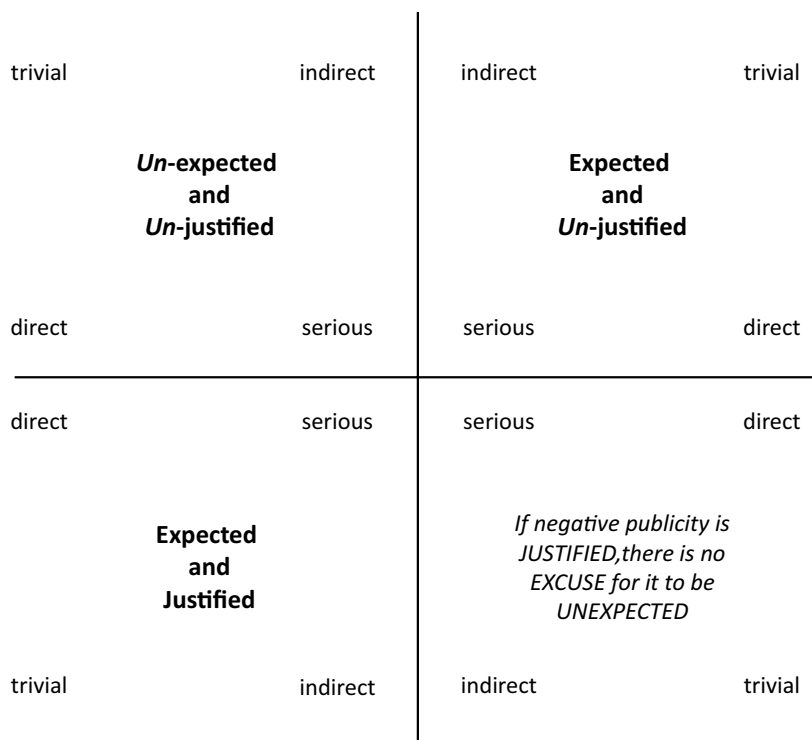 trivial indirect indirect trivial
Un-expected
and
Un-justified
Expected
and
Un-justified
direct serious serious direct
direct serious serious direct
Expected
and
Justified
If negative publicity is
JUSTIFIED,there is no
EXCUSE for it to be
UNEXPECTED
trivial indirect indirect trivial